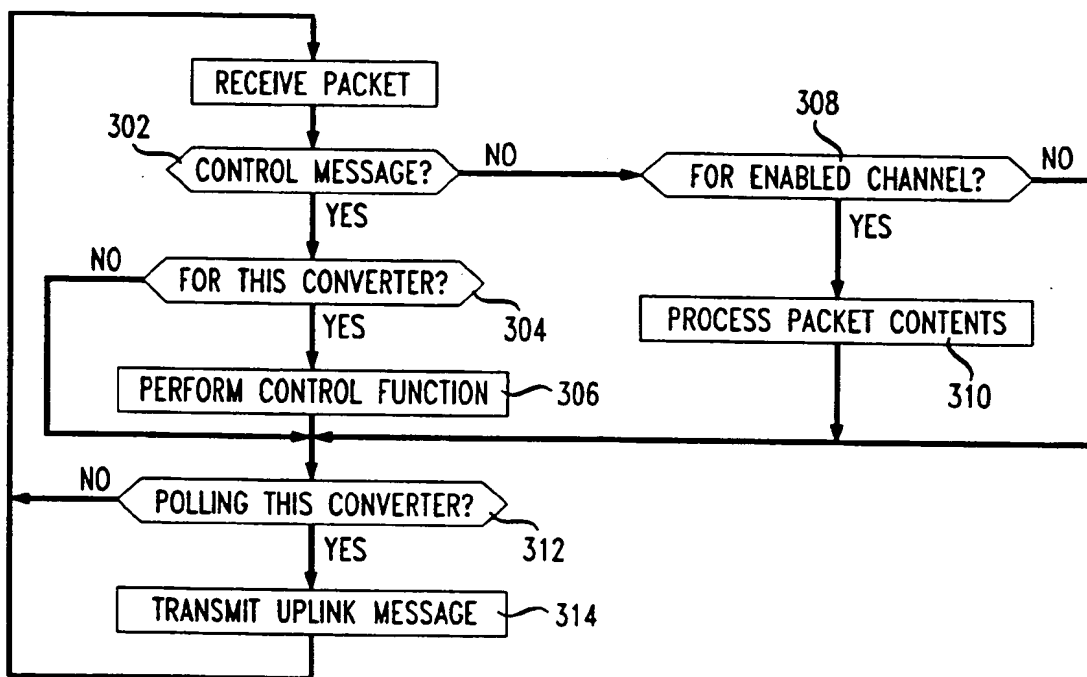 RECEIVE PACKET
302
CONTROL MESSAGE?
NO
308
FOR ENABLED CHANNEL?
NO
YES
YES
NO
FOR THIS CONVERTER?
304
PROCESS PACKET CONTENTS
310
YES
PERFORM CONTROL FUNCTION
306
NO
POLLING THIS CONVERTER?
312
YES
TRANSMIT UPLINK MESSAGE
314